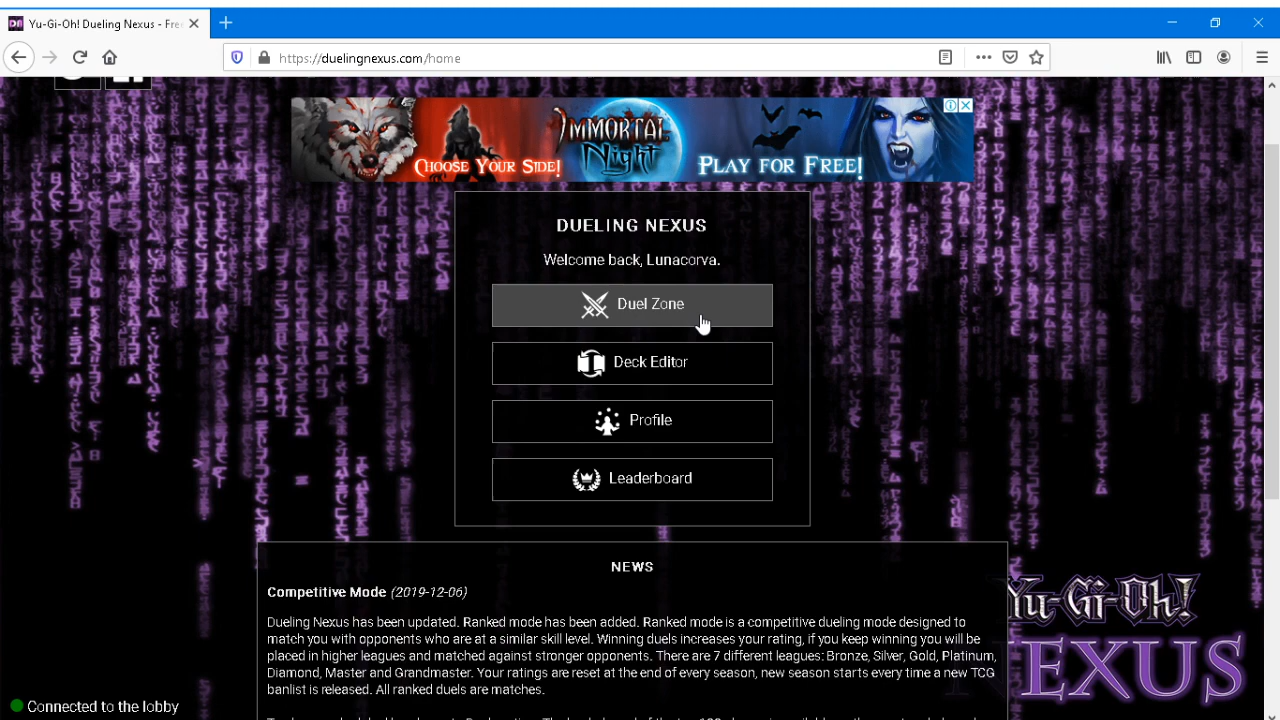 Yu-Gi-Oh! Dueling Nexus - Fre
https://duelingnexus.com/home
IMMORTAL
Night
CHOOSE YOUR SIDE!
PLAY FOR FREE!
DUELING NEXUS
Welcome back, Lunacorva.
Duel Zone
Deck Editor
Profile
Leaderboard
NEWS
Competitive Mode (2019-12-06)
Dueling Nexus has been updated. Ranked mode has been added. Ranked mode is a competitive dueling mode designed to
match you with opponents who are at a similar skill level. Winning duels increases your rating, if you keep winning you will be
placed in higher leagues and matched against stronger opponents. There are 7 different leagues: Bronze, Silver, Gold, Platinum,
Diamond, Master and Grandmaster. Your ratings are reset at the end of every season, new season starts every time a new TCG
banlist is released. All ranked duels are matches.
Yu-Gi-Oh!
EXUS
Connected to the lobby